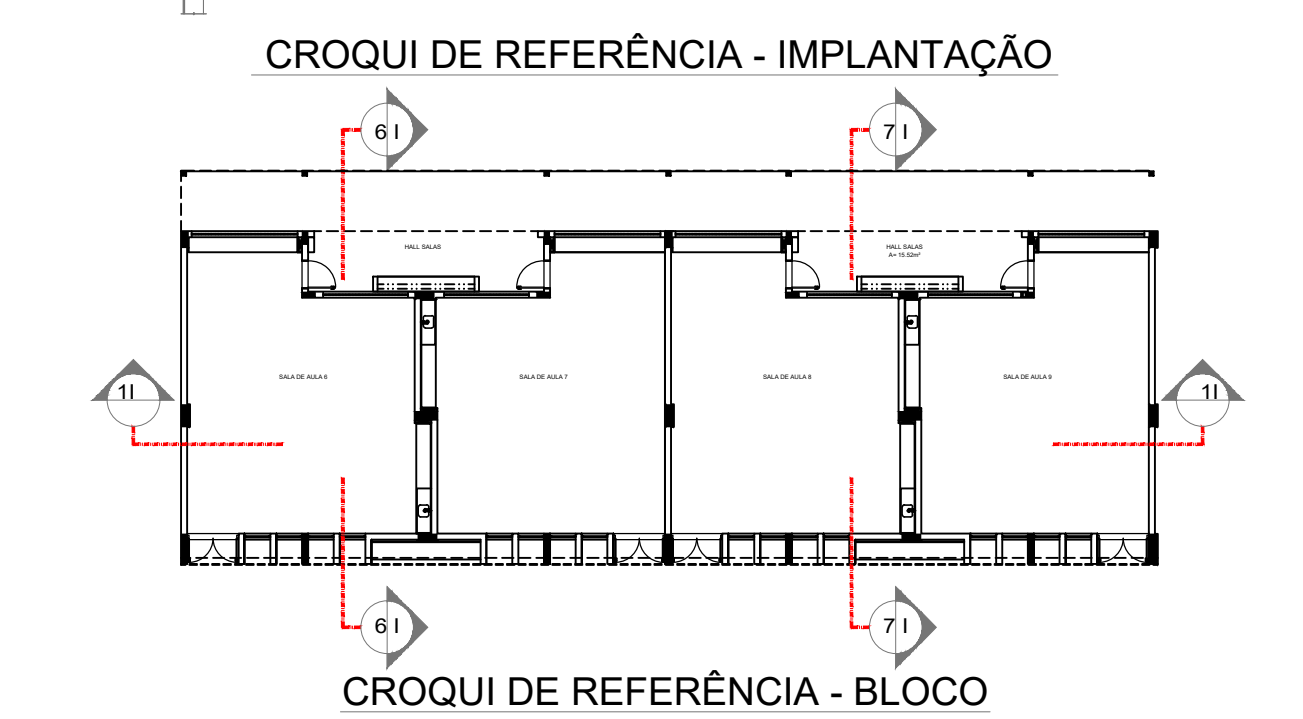 CROQUI DE REFERÊNCIA - IMPLANTAÇÃO
6 I
7 I
HALL SALAS
HALL SALAS
A= 15.52m²
SALA DE AULA 6
SALA DE AULA 7
SALA DE AULA 8
SALA DE AULA 9
1I
1I
6 I
7 I
CROQUI DE REFERÊNCIA - BLOCO